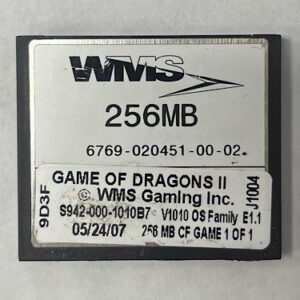 WMS
256MB
6769-020451-00-02
GAME OF DRAGONS II
© WMS Gaming Inc.
S942-000-1010B7 V1010 OS Family E1.1
05/24/07 256 MB CF GAME 1 OF 1
9D3F
J1004